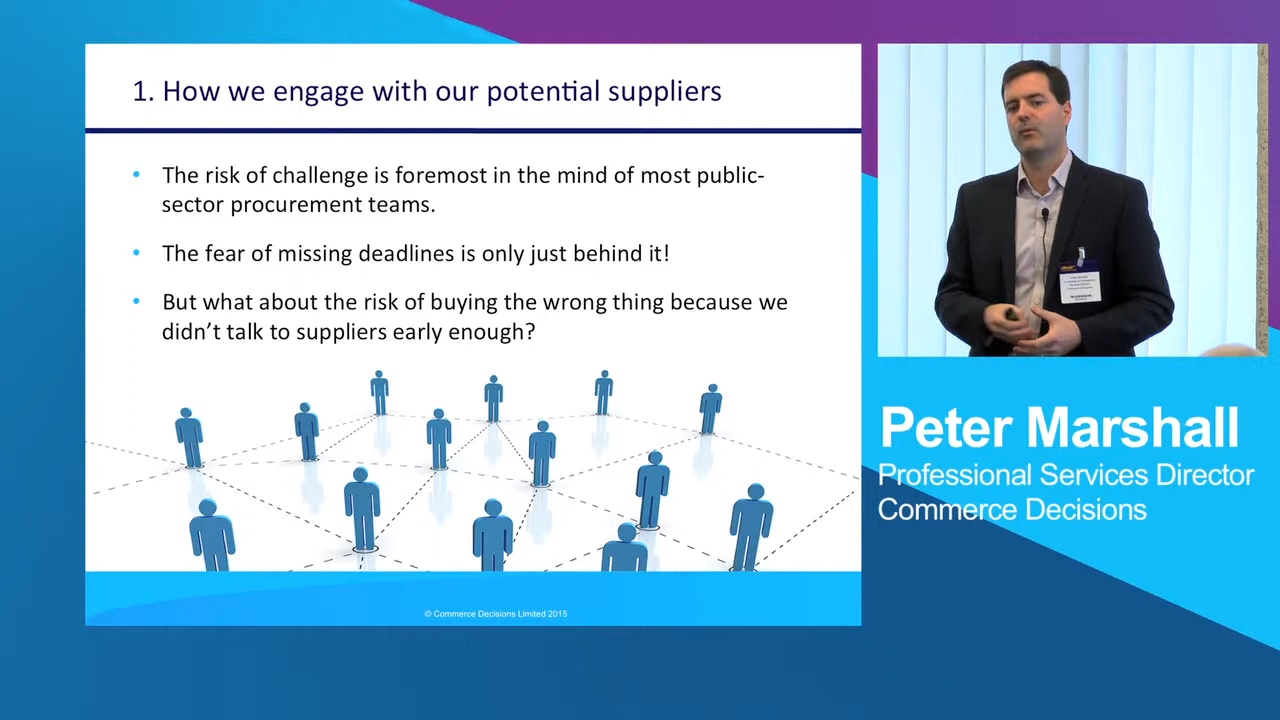 1. How we engage with our potential suppliers
• The risk of challenge is foremost in the mind of most public-
sector procurement teams.
• The fear of missing deadlines is only just behind it!
• But what about the risk of buying the wrong thing because we
didn't talk to suppliers early enough?
© Commerce Decisions Limited 2015
Peter Marshall
Professional Services Director
Commerce Decisions